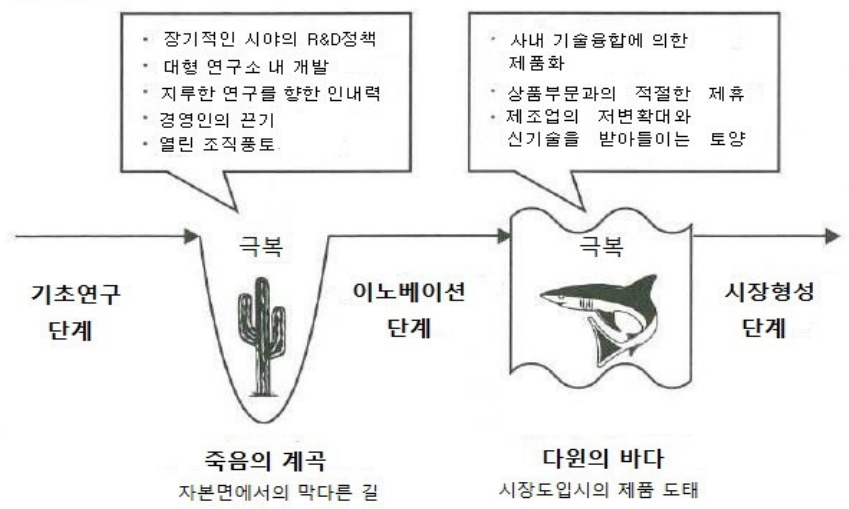 · 장기적인 시야의 R&D정책
· 대형 연구소 내 개발
· 지루한 연구를 향한 인내력
· 경영인의 끈기
· 열린 조직풍토
· 사내 기술융합에 의한
제품화
· 상품부문과의 적절한 제휴
· 제조업의 저변확대와
신기술을 받아들이는 토양
극복
극복
기초연구
단계
이노베이션
단계
시장형성
단계
죽음의 계곡
자본면에서의 막다른 길
다윈의 바다
시장도입시의 제품 도태